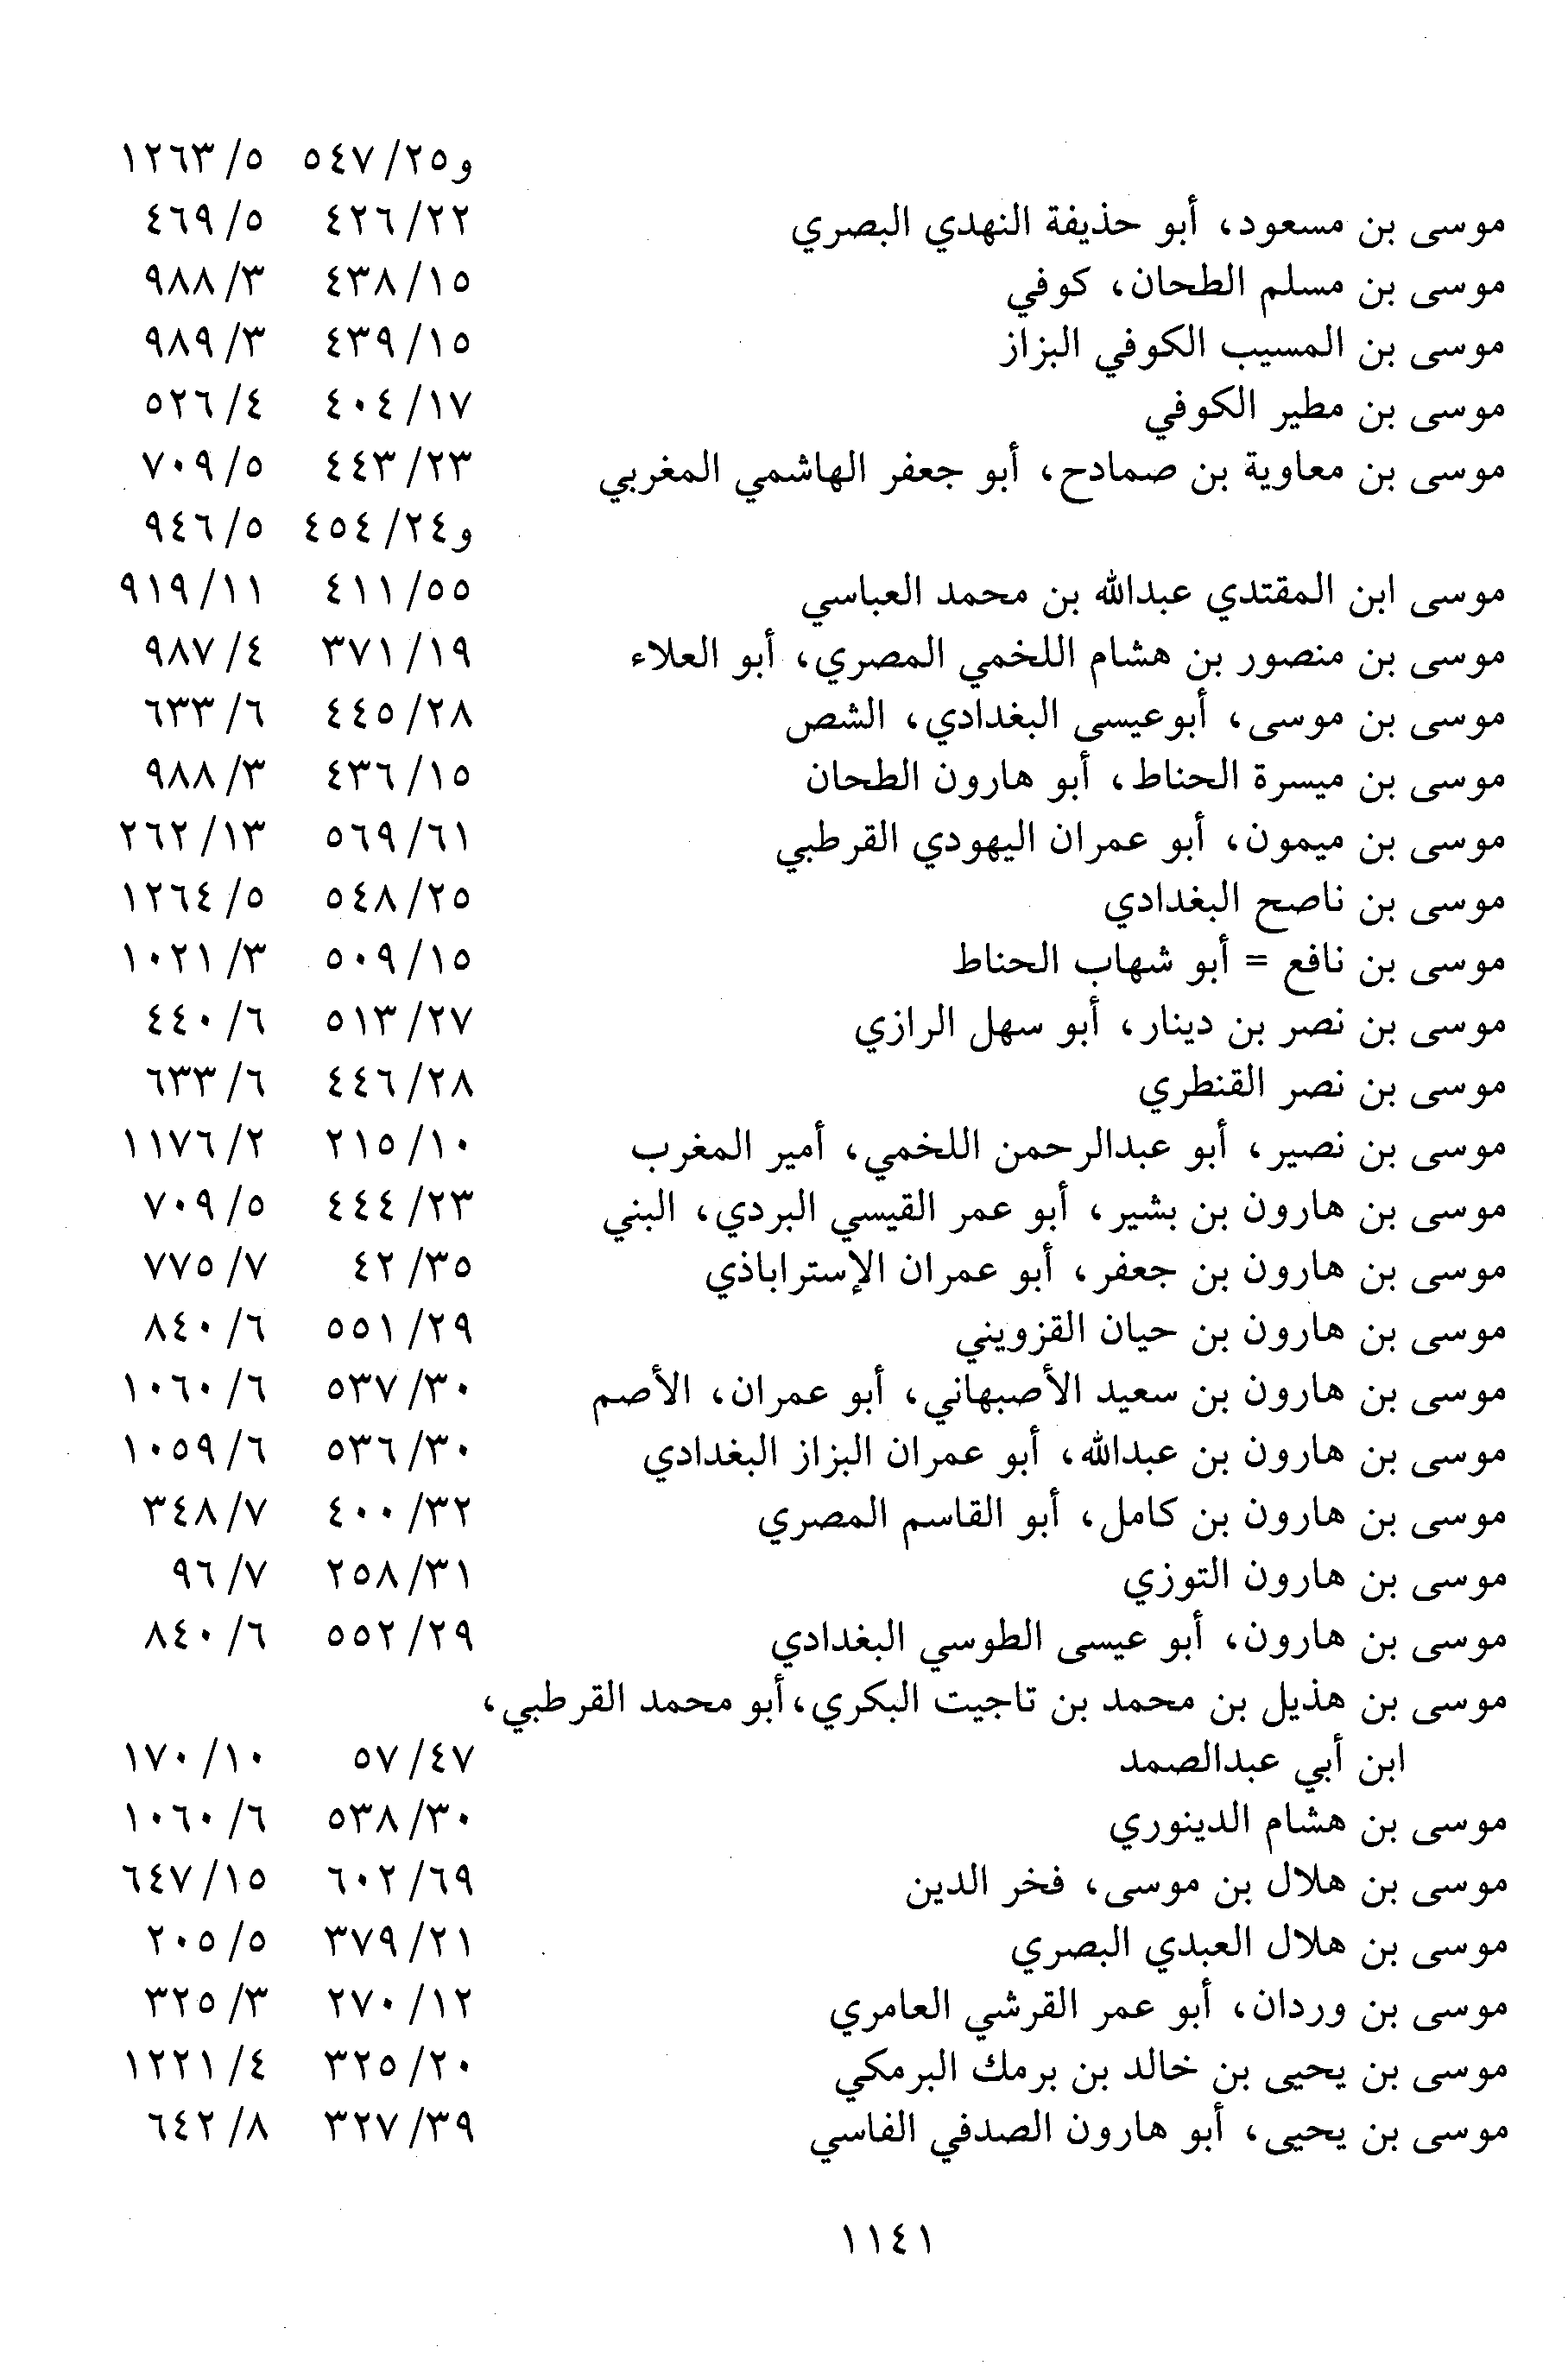 و٢٥/ ٥٤٧ ٥/ ١٢٦٣
موسى بن مسعود، أبو حذيفة النهدي البصري ٢٢/ ٤٢٦ ٥/ ٤٦٩
موسى بن مسلم الطحان، كوفي ١٥/ ٤٣٨ ٣/ ٩٨٨
موسى بن المسيب الكوفي البزاز ١٥/ ٤٣٩ ٣/ ٩٨٩
موسى بن مطير الكوفي ١٧/ ٤٠٤ ٤/ ٥٢٦
موسى بن معاوية بن صمادح، أبو جعفر الهاشمي المغربي ٢٣/ ٤٤٣ ٥/ ٧٠٩
و٢٤/ ٤٥٤ ٥/ ٩٤٦
موسى ابن المقتدي عبدالله بن محمد العباسي ٥٥/ ٤١١ ١١/ ٩١٩
موسى بن منصور بن هشام اللخمي المصري، أبو العلاء ١٩/ ٣٧١ ٤/ ٩٨٧
موسى بن موسى، أبوعيسى البغدادي، الشص ٢٨/ ٤٤٥ ٦/ ٦٣٣
موسى بن ميسرة الحناط، أبو هارون الطحان ١٥/ ٤٣٦ ٣/ ٩٨٨
موسى بن ميمون، أبو عمران اليهودي القرطبي ٦١/ ٥٦٩ ١٣/ ٢٦٢
موسى بن ناصح البغدادي ٢٥/ ٥٤٨ ٥/ ١٢٦٤
موسى بن نافع = أبو شهاب الحناط ١٥/ ٥٠٩ ٣/ ١٠٢١
موسى بن نصر بن دينار، أبو سهل الرازي ٢٧/ ٥١٣ ٦/ ٤٤٠
موسى بن نصر القنطري ٢٨/ ٤٤٦ ٦/ ٦٣٣
موسى بن نصير، أبو عبدالرحمن اللخمي، أمير المغرب ١٠/ ٢١٥ ٢/ ١١٧٦
موسى بن هارون بن بشير، أبو عمر القيسي البردي، البني ٢٣/ ٤٤٤ ٥/ ٧٠٩
موسى بن هارون بن جعفر، أبو عمران الإستراباذي ٣٥/ ٤٢ ٧/ ٧٧٥
موسى بن هارون بن حيان القزويني ٢٩/ ٥٥١ ٦/ ٨٤٠
موسى بن هارون بن سعيد الأصبهاني، أبو عمران، الأصم ٣٠/ ٥٣٧ ٦/ ١٠٦٠
موسى بن هارون بن عبدالله، أبو عمران البزاز البغدادي ٣٠/ ٥٣٦ ٦/ ١٠٥٩
موسى بن هارون بن كامل، أبو القاسم المصري ٣٢/ ٤٠٠ ٧/ ٣٤٨
موسى بن هارون التوزي ٣١/ ٢٥٨ ٧/ ٩٦
موسى بن هارون، أبو عيسى الطوسي البغدادي ٢٩/ ٥٥٢ ٦/ ٨٤٠
موسى بن هذيل بن محمد بن تاجيت البكري، أبو محمد القرطبي،
ابن أبي عبدالصمد ٤٧/ ٥٧ ١٠/ ١٧٠
موسى بن هشام الدينوري ٣٠/ ٥٣٨ ٦/ ١٠٦٠
موسى بن هلال بن موسى، فخر الدين ٦٩/ ٦٠٢ ١٥/ ٦٤٧
موسى بن هلال العبدي البصري ٢١/ ٣٧٩ ٥/ ٢٠٥
موسى بن وردان، أبو عمر القرشي العامري ١٢/ ٢٧٠ ٣/ ٣٢٥
موسى بن يحيى بن خالد بن برمك البرمكي ٢٠/ ٣٢٥ ٤/ ١٢٢١
موسى بن يحيى، أبو هارون الصدفي الفاسي ٣٩/ ٣٢٧ ٨/ ٦٤٢
١١٤١